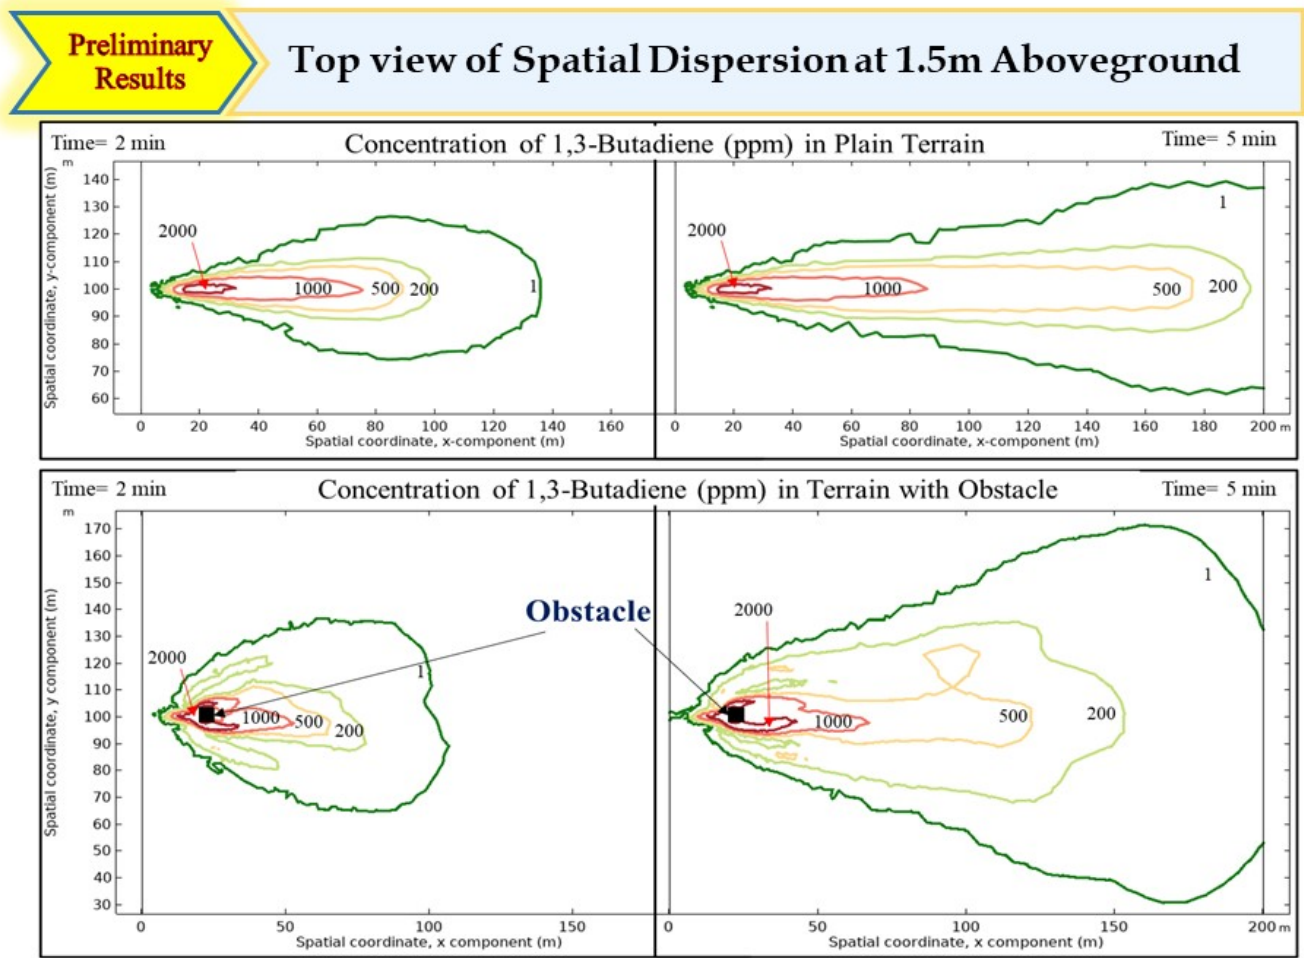 Preliminary
Results
Top view of Spatial Dispersion at 1.5m Aboveground
Time= 2 min
Concentration of 1,3-Butadiene (ppm) in Plain Terrain
Time= 5 min
m
Spatial coordinate, y-component (m)
140
130
120
110
100
90
80
70
60
2000
1000
500
200
1
0 20 40 60 80 100 120 140 160
Spatial coordinate, x-component (m)
2000
1000
500
200
1
0 20 40 60 80 100 120 140 160 180 200 m
Spatial coordinate, x-component (m)
Time= 2 min
Concentration of 1,3-Butadiene (ppm) in Terrain with Obstacle
Time= 5 min
m
Spatial coordinate, y component (m)
170
160
150
140
130
120
110
100
90
80
70
60
50
40
30
Obstacle
2000
1000
500
200
1
0 50 100 150
Spatial coordinate, x component (m)
2000
1000
500
200
1
0 50 100 150 200 m
Spatial coordinate, x component (m)